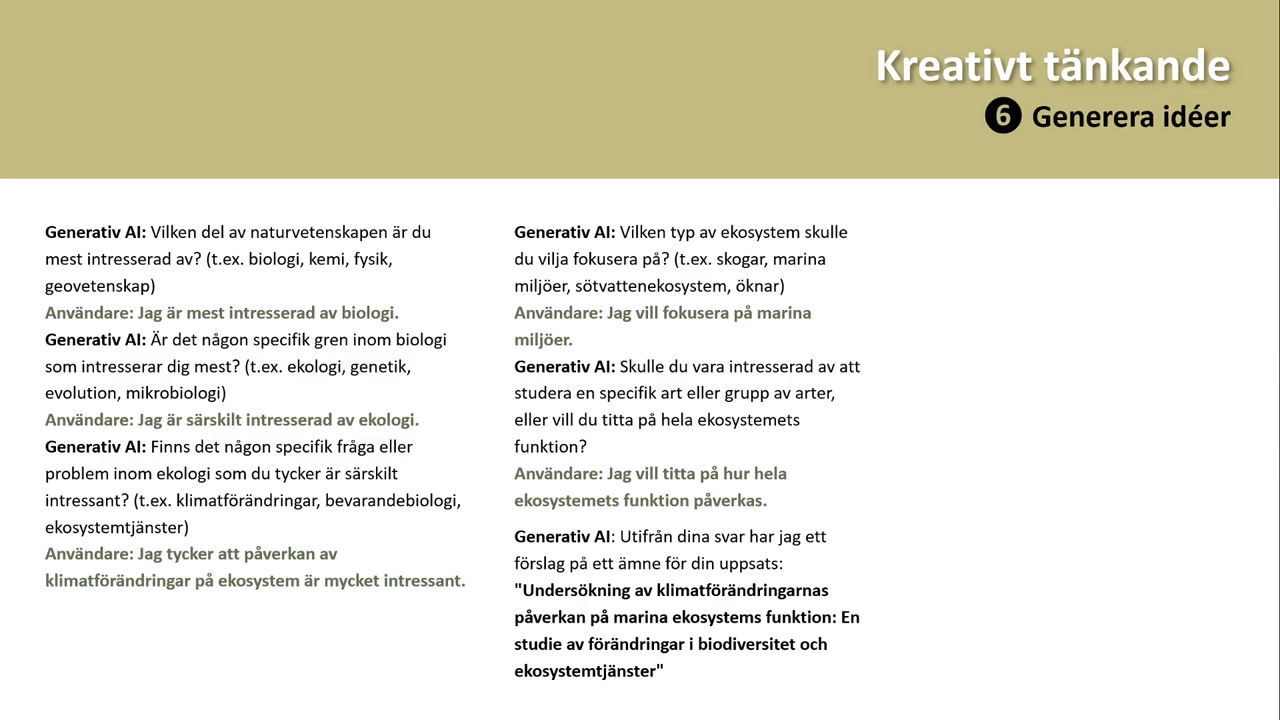 Kreativt tänkande
6 Generera idéer
Generativ AI: Vilken del av naturvetenskapen är du
mest intresserad av? (t.ex. biologi, kemi, fysik,
geovetenskap)
Användare: Jag är mest intresserad av biologi.
Generativ AI: Är det någon specifik gren inom biologi
som intresserar dig mest? (t.ex. ekologi, genetik,
evolution, mikrobiologi)
Användare: Jag är särskilt intresserad av ekologi.
Generativ AI: Finns det någon specifik fråga eller
problem inom ekologi som du tycker är särskilt
intressant? (t.ex. klimatförändringar, bevarandebiologi,
ekosystemtjänster)
Användare: Jag tycker att påverkan av
klimatförändringar på ekosystem är mycket intressant.
Generativ AI: Vilken typ av ekosystem skulle
du vilja fokusera på? (t.ex. skogar, marina
miljöer, sötvattenekosystem, öknar)
Användare: Jag vill fokusera på marina
miljöer.
Generativ AI: Skulle du vara intresserad av att
studera en specifik art eller grupp av arter,
eller vill du titta på hela ekosystemets
funktion?
Användare: Jag vill titta på hur hela
ekosystemets funktion påverkas.
Generativ AI: Utifrån dina svar har jag ett
förslag på ett ämne för din uppsats:
"Undersökning av klimatförändringarnas
påverkan på marina ekosystems funktion: En
studie av förändringar i biodiversitet och
ekosystemtjänster"